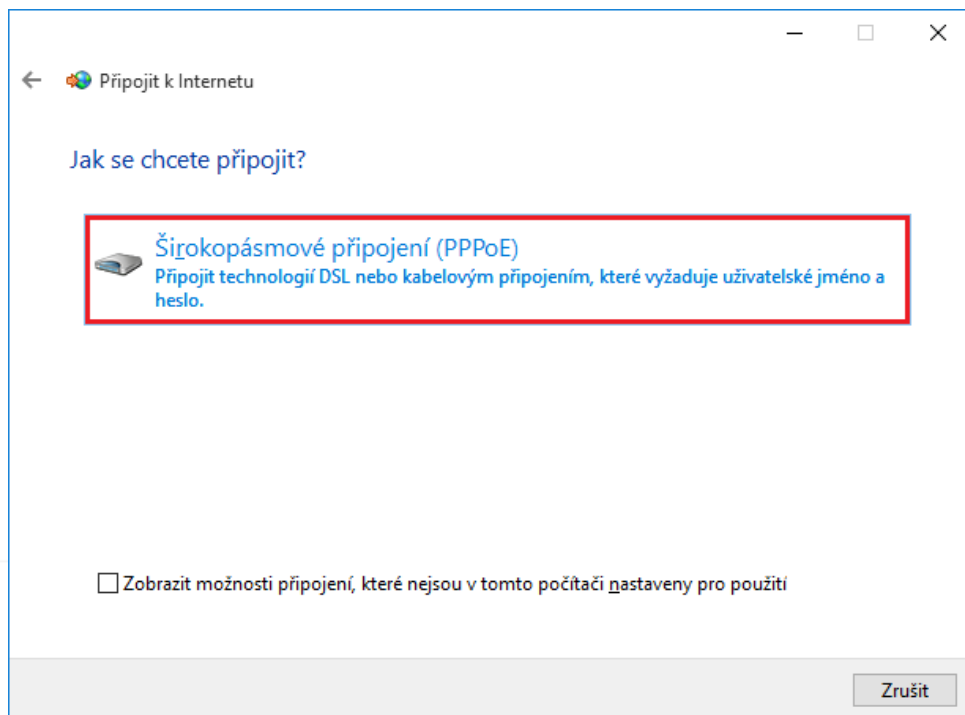 Připojit k Internetu
Jak se chcete připojit?
Širokopásmové připojení (PPPoE)
Připojit technologií DSL nebo kabelovým připojením, které vyžaduje uživatelské jméno a
heslo.
Zobrazit možnosti připojení, které nejsou v tomto počítači nastaveny pro použití
Zrušit